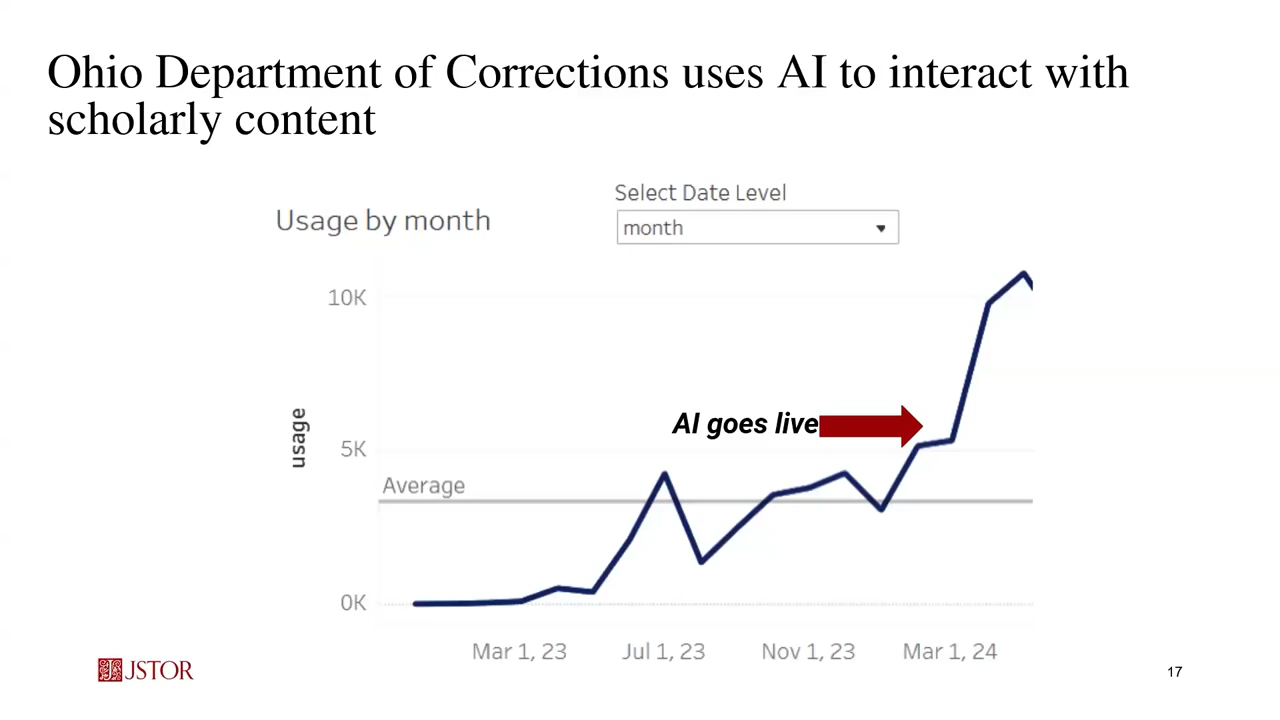 Ohio Department of Corrections uses AI to interact with
scholarly content
Select Date Level
Usage by month
month
10K
AI goes live
usage
5K
Average
0K
Mar 1, 23
Jul 1, 23
Nov 1, 23
Mar 1, 24
JSTOR
17